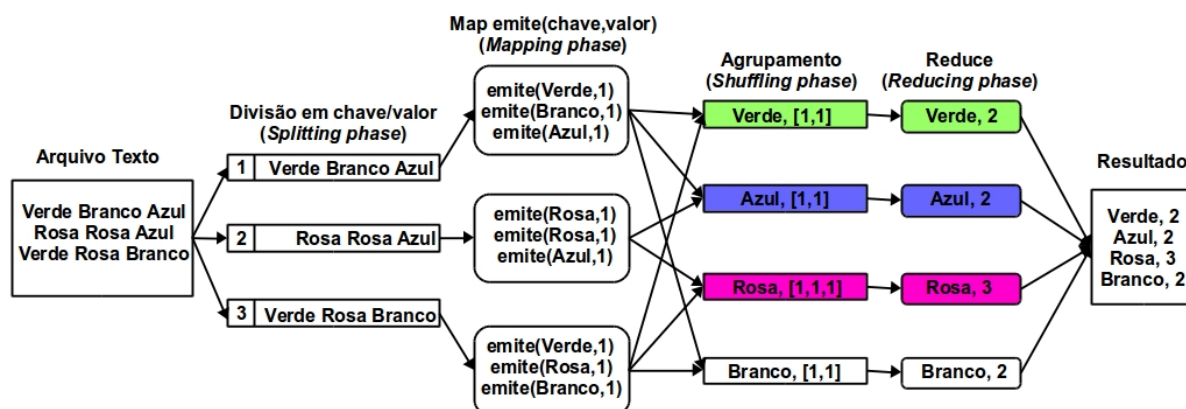 Arquivo Texto
Verde Branco Azul
Rosa Rosa Azul
Verde Rosa Branco
Divisão em chave/valor
(Splitting phase)
1 Verde Branco Azul
2 Rosa Rosa Azul
3 Verde Rosa Branco
Map emite(chave,valor)
(Mapping phase)
emite(Verde,1)
emite(Branco,1)
emite(Azul,1)
emite(Rosa,1)
emite(Rosa,1)
emite(Azul,1)
emite(Verde,1)
emite(Rosa,1)
emite(Branco,1)
Agrupamento
(Shuffling phase)
Verde, [1,1]
Azul, [1,1]
Rosa, [1,1,1]
Branco, [1,1]
Reduce
(Reducing phase)
Verde, 2
Azul, 2
Rosa, 3
Branco, 2
Resultado
Verde, 2
Azul, 2
Rosa, 3
Branco, 2